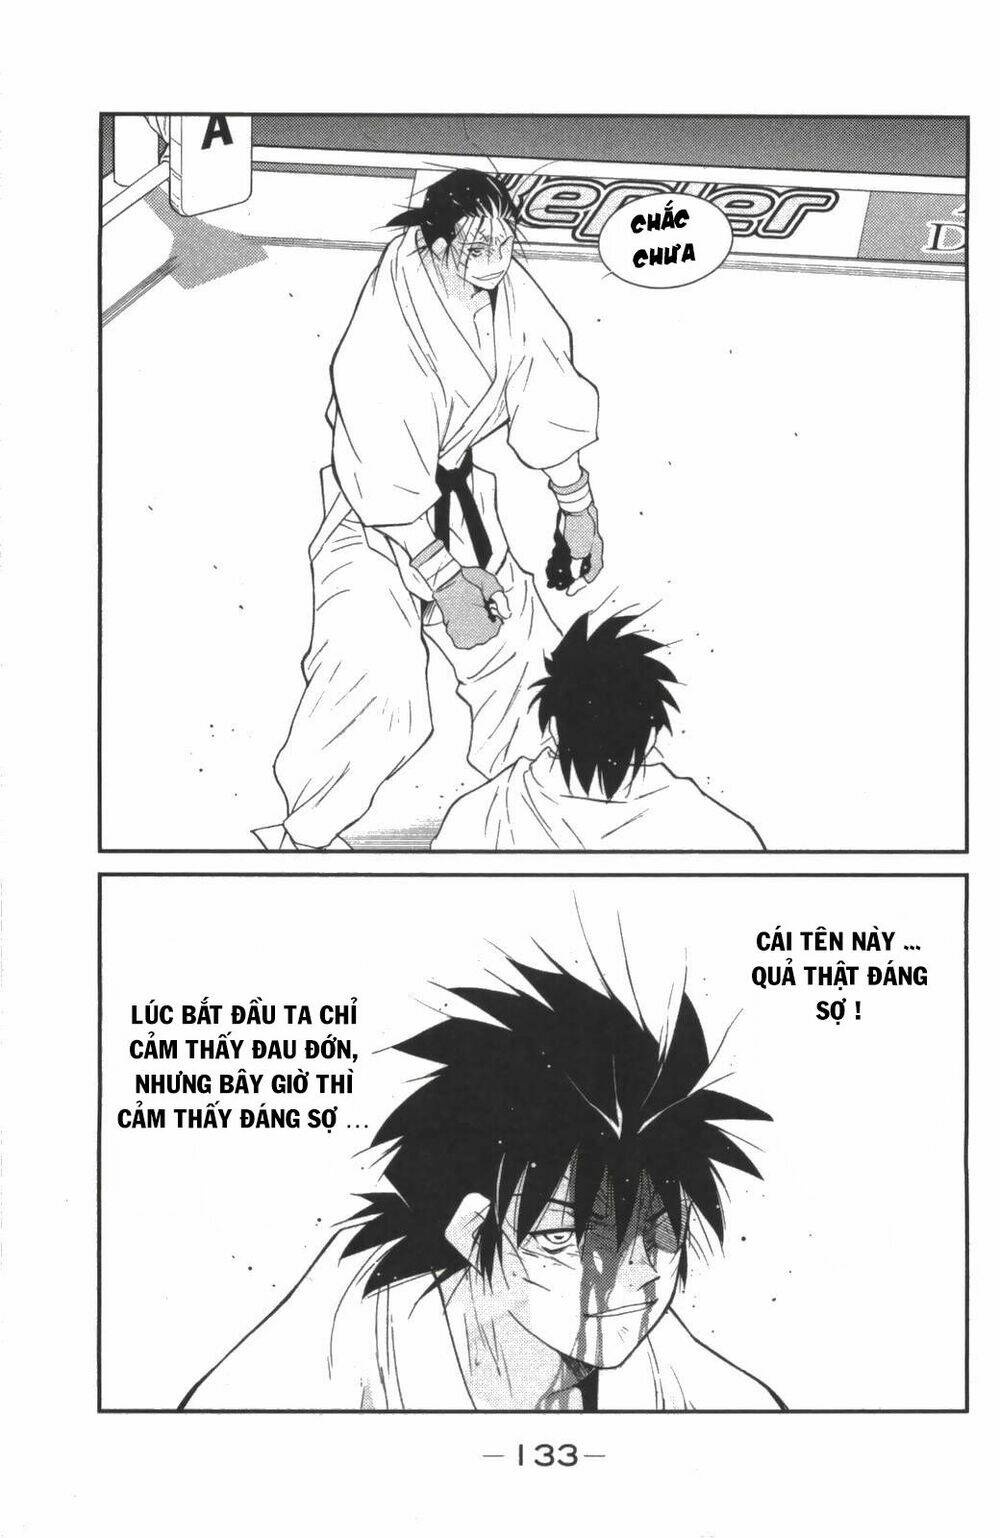 A
Kepler
D
CHẮC
CHƯA
CÁI TÊN NÀY ...
QUẢ THẬT ĐÁNG
SỢ !
LÚC BẮT ĐẦU TA CHỈ
CẢM THẤY ĐAU ĐỚN,
NHƯNG BÂY GIỜ THÌ
CẢM THẤY ĐÁNG SỢ ...
–133–